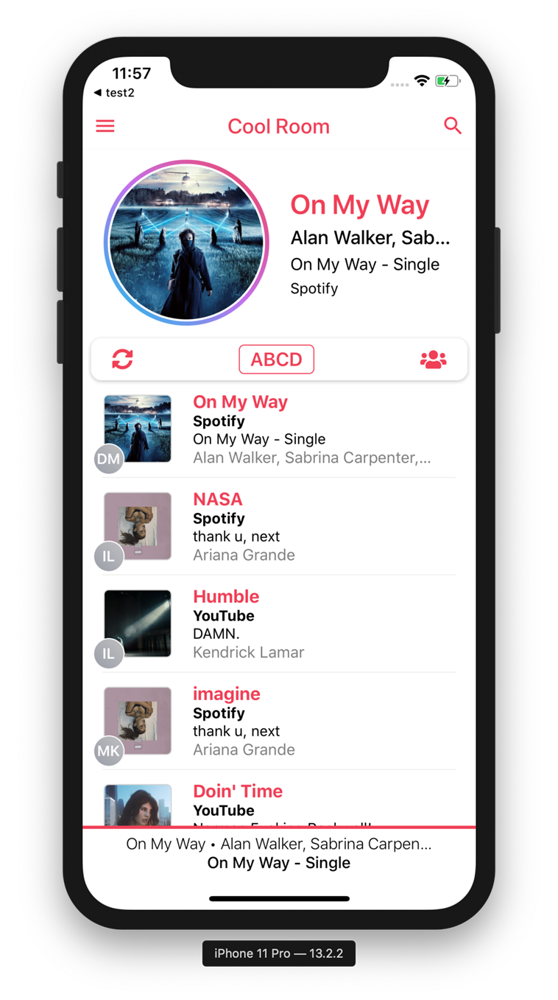 11:57
◀ test2
Cool Room
On My Way
Alan Walker, Sab...
On My Way - Single
Spotify
ABCD
On My Way
Spotify
On My Way - Single
DM
Alan Walker, Sabrina Carpenter,...
NASA
Spotify
thank u, next
IL
Ariana Grande
Humble
YouTube
DAMN.
IL
Kendrick Lamar
imagine
Spotify
thank u, next
MK
Ariana Grande
Doin' Time
YouTube
On My Way • Alan Walker, Sabrina Carpen...
On My Way - Single
iPhone 11 Pro — 13.2.2